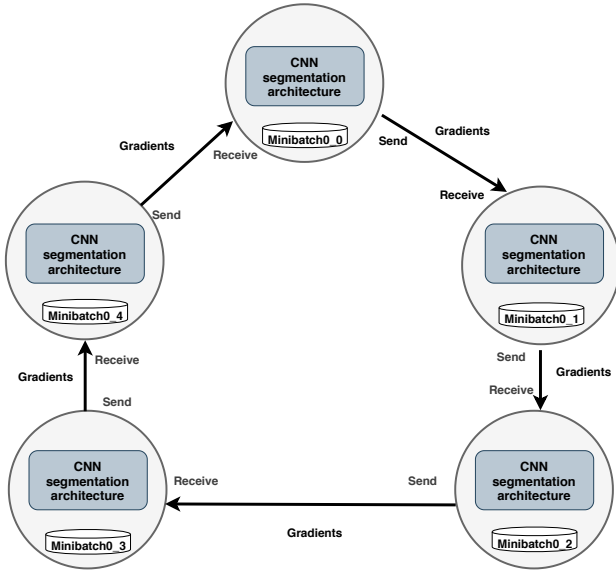 CNN
segmentation
architecture
Minibatch0_0
Gradients
Receive
Send
Gradients
Send
Receive
CNN
segmentation
architecture
Minibatch0_4
CNN
segmentation
architecture
Minibatch0_1
Receive
Gradients
Send
Send
Gradients
Receive
CNN
segmentation
architecture
Minibatch0_3
Receive
Send
Gradients
CNN
segmentation
architecture
Minibatch0_2